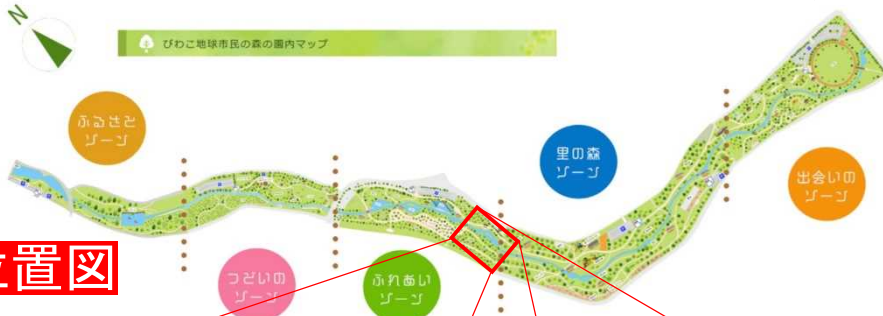 N
びわこ地球市民の森の園内マップ
ふるさと
ゾーン
里の森
ゾーン
出会いの
ゾーン
位置図
つどいの
ゾーン
ふれあい
ゾーン